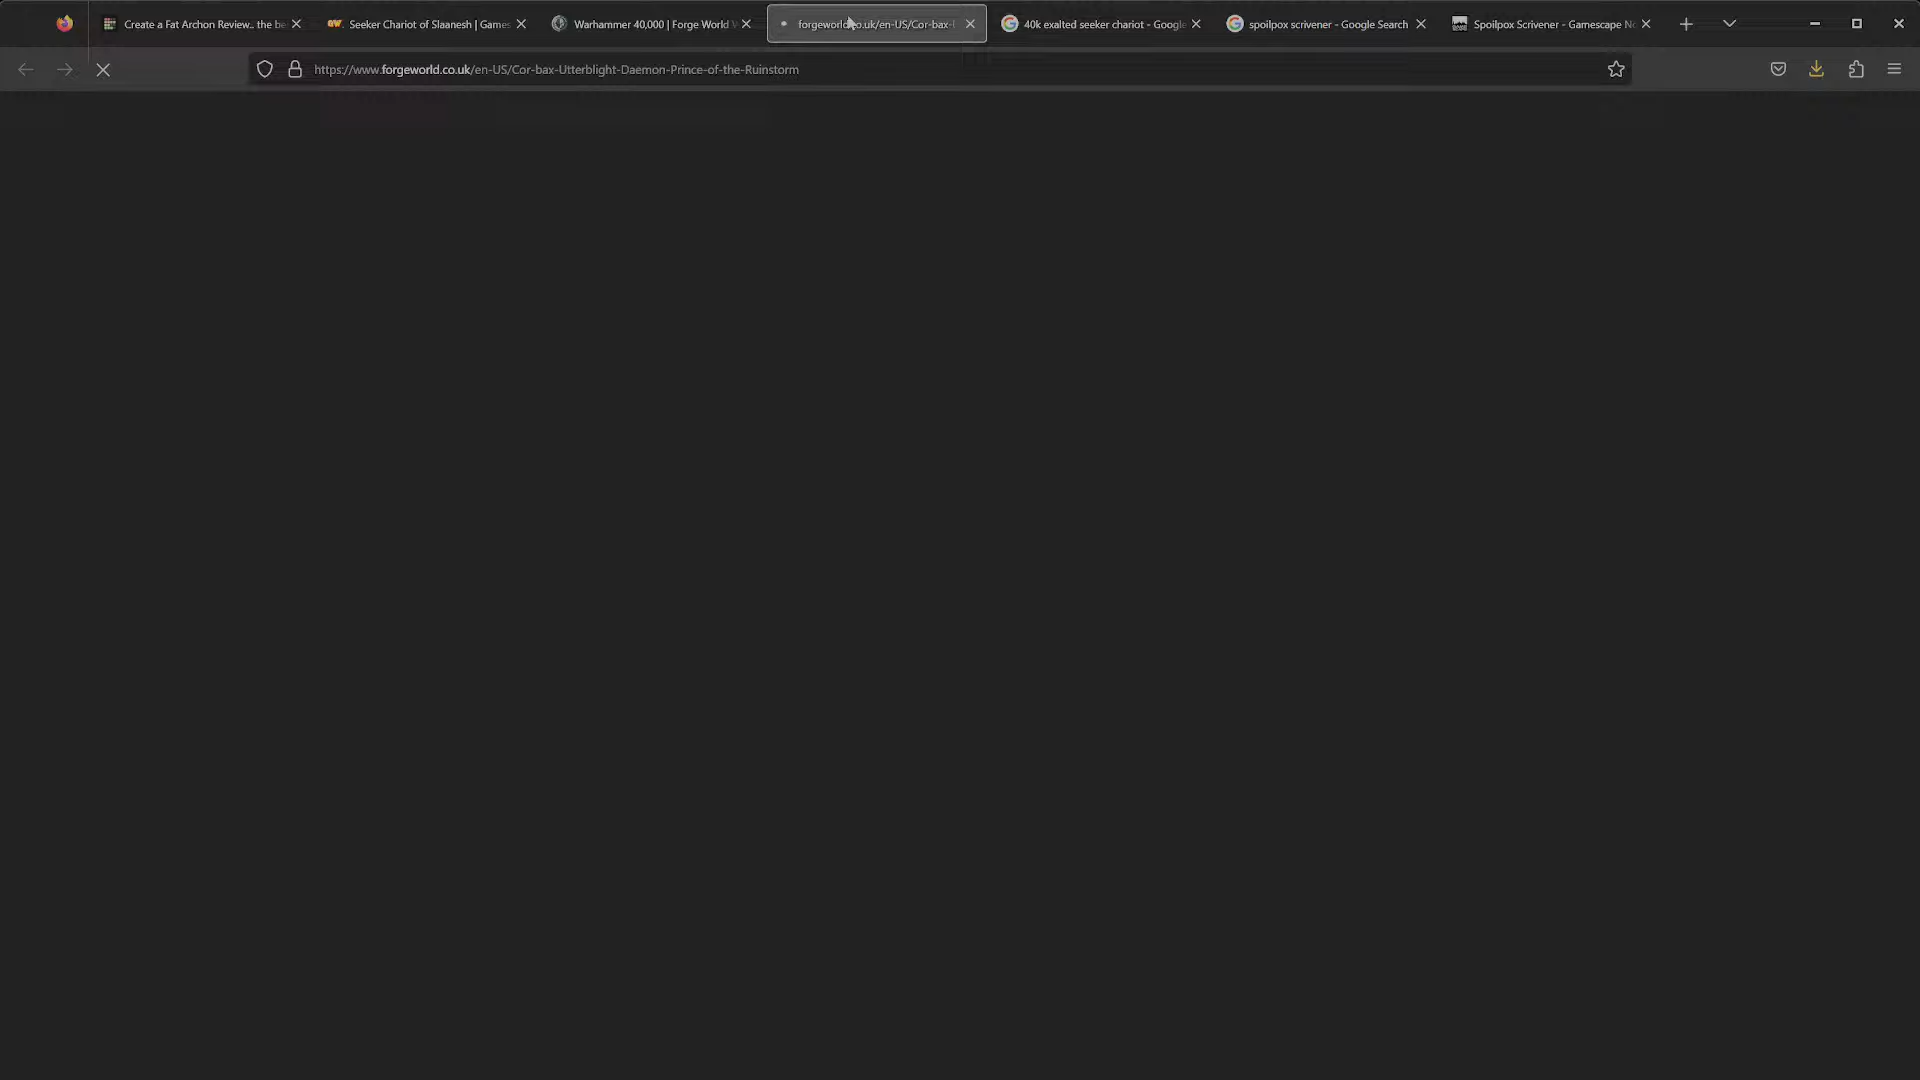 Create a Fat Archon Review.. the be
GW. Seeker Chariot of Slaanesh | Games
Warhammer 40,000 | Forge World
forgeworld.co.uk/en-US/Cor-bax-
40k exalted seeker chariot - Google
spoilpox scrivener - Google Search
Spoilpox Scrivener - Gamescape No
https://www.forgeworld.co.uk/en-US/Cor-bax-Utterblight-Daemon-Prince-of-the-Ruinstorm